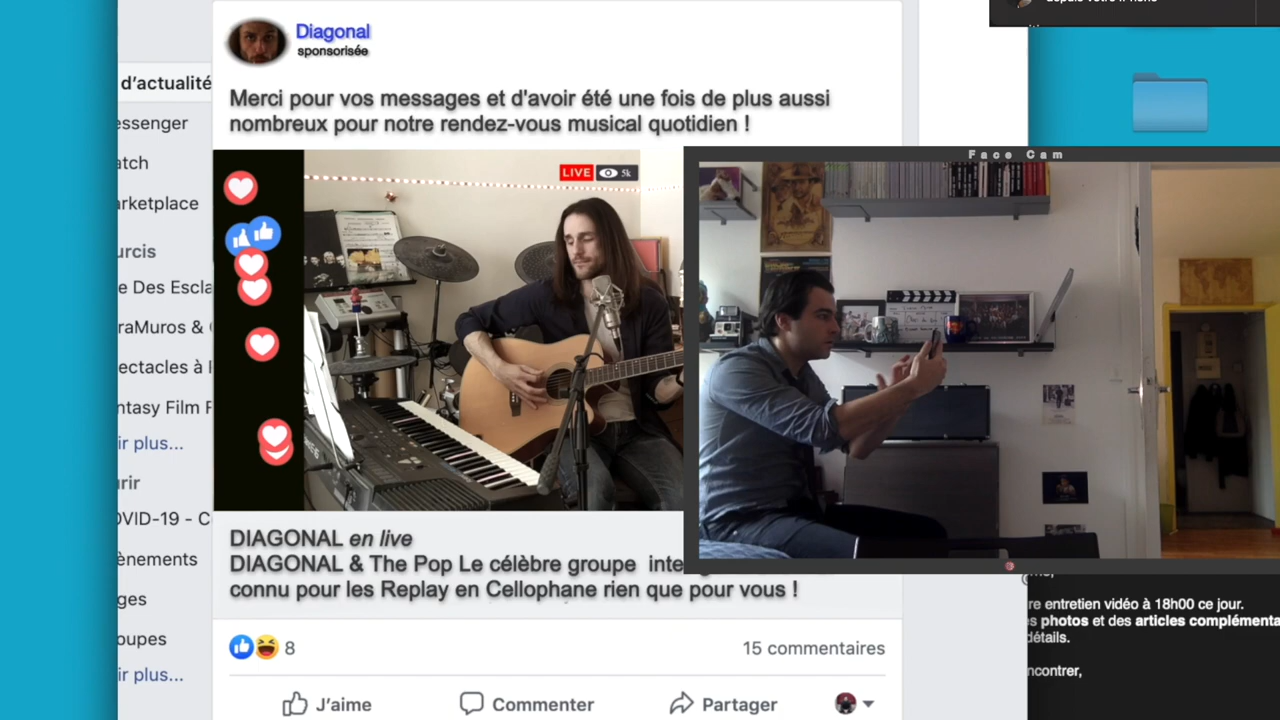 Diagonal
sponsorisée
d'actualité
Merci pour vos messages et d'avoir été une fois de plus aussi
nombreux pour notre rendez-vous musical quotidien !
LIVE 5k
Face Cam
DIAGONAL en live
DIAGONAL & The Pop Le célèbre groupe
connu pour les Replay en Cellophane rien que pour vous !
8
15 commentaires
J'aime
Commenter
Partager
essenger
atch
arketplace
urcis
e Des Escla
raMuros &
ectacles à
ntasy Film F
ir plus...
rir
OVID-19 - C
ènements
ges
oupes
ir plus...
re entretien vidéo à 18h00 ce jour.
s photos et des articles complémenta
détails.
ncontrer,